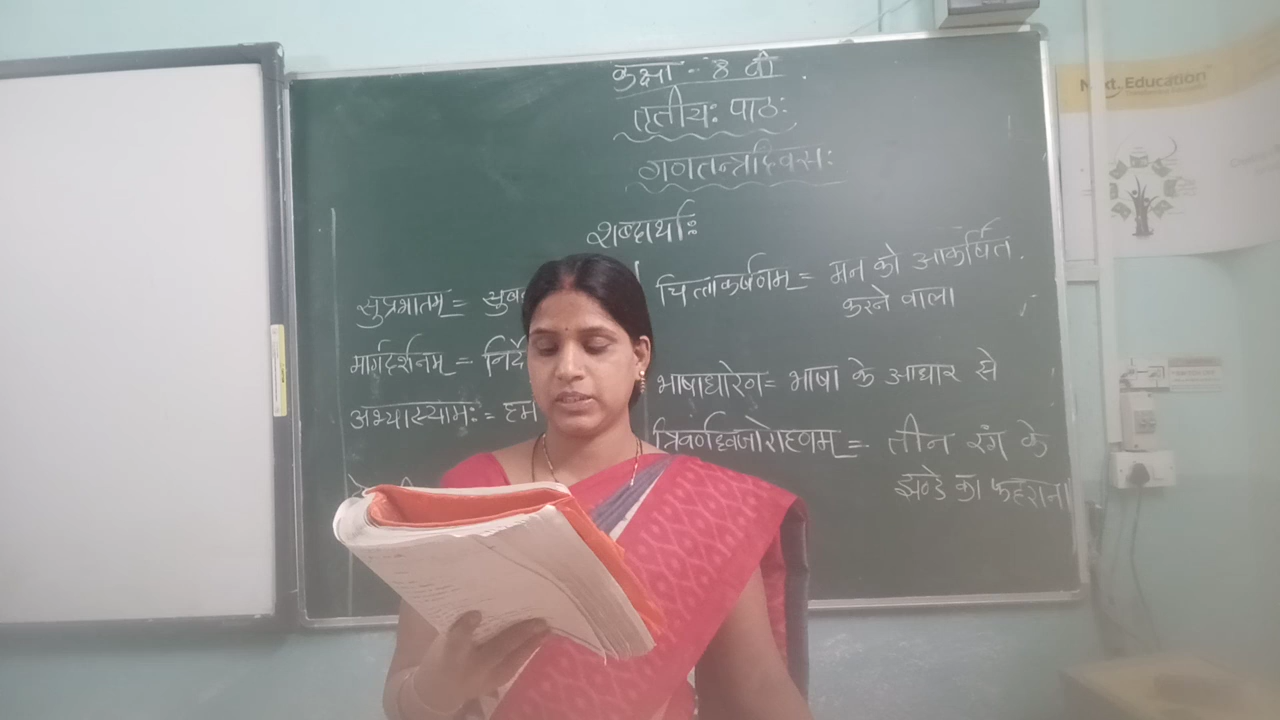 कक्षा - 8 वी.
तृतीय: पाठ:
गणतन्त्रदिवस:
शब्दार्था:
सुप्रभातम् =
चित्ताकर्षणम् = मन को आकर्षित
करने वाला
मार्गदर्शनम् =
भाषाधारेण = भाषा के आधार से
अभ्यास्याम: = हम
त्रिवर्णध्वजारोहणम् = तीन रंग के
झण्डे का फहराना
Next Education